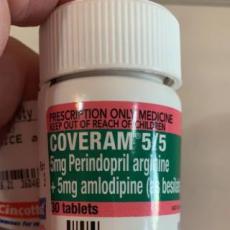 PRESCRIPTION ONLY MEDICINE
KEEP OUT OF REACH OF CHILDREN
COVERAM® 5/5
5mg Perindopril arginine
+ 5mg amlodipine (as besilate)
30 tablets
Cincotta